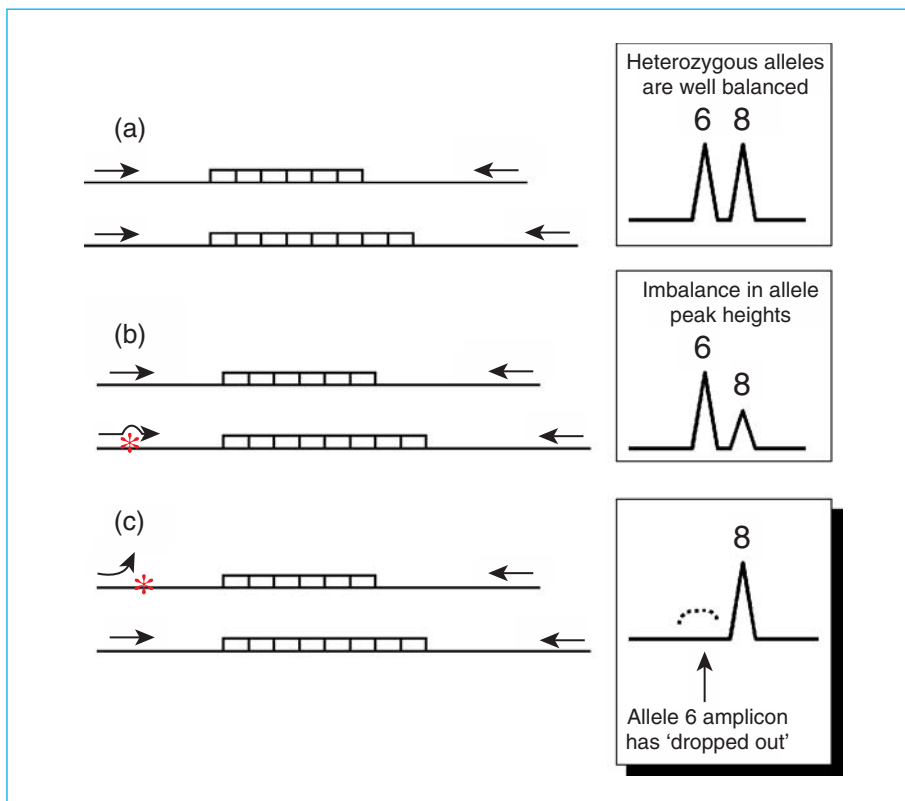 (a)
Heterozygous alleles
are well balanced
6 8
(b)
Imbalance in allele
peak heights
6
8
(c)
8
Allele 6 amplicon
has ‘dropped out’